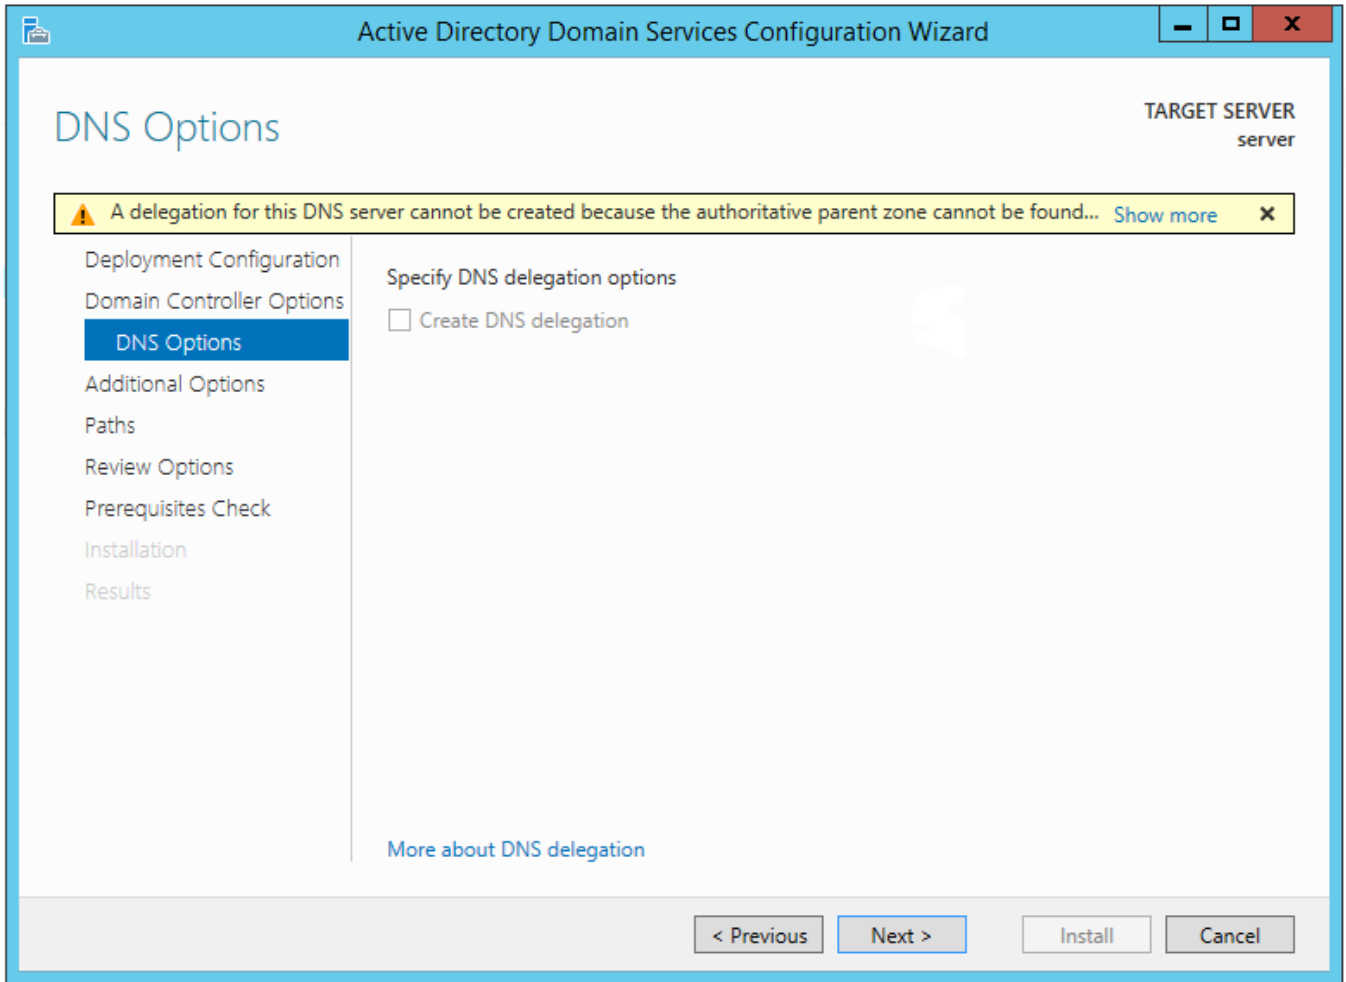 Active Directory Domain Services Configuration Wizard
DNS Options
TARGET SERVER
server
A delegation for this DNS server cannot be created because the authoritative parent zone cannot be found... Show more
Deployment Configuration
Domain Controller Options
DNS Options
Additional Options
Paths
Review Options
Prerequisites Check
Installation
Results
Specify DNS delegation options
Create DNS delegation
More about DNS delegation
< Previous
Next >
Install
Cancel